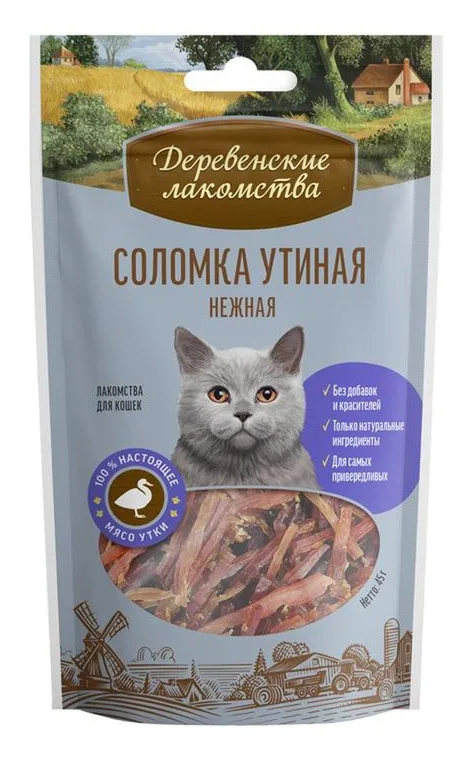 Деревенские
лакомства
СОЛОМКА УТИНАЯ
НЕЖНАЯ
ЛАКОМСТВА
ДЛЯ КОШЕК
✓ Без добавок
и красителей
✓ Только натуральные
ингредиенты
✓ Для самых
привередливых
100 % НАСТОЯЩЕЕ
МЯСО УТКИ
Нетто: 45 г